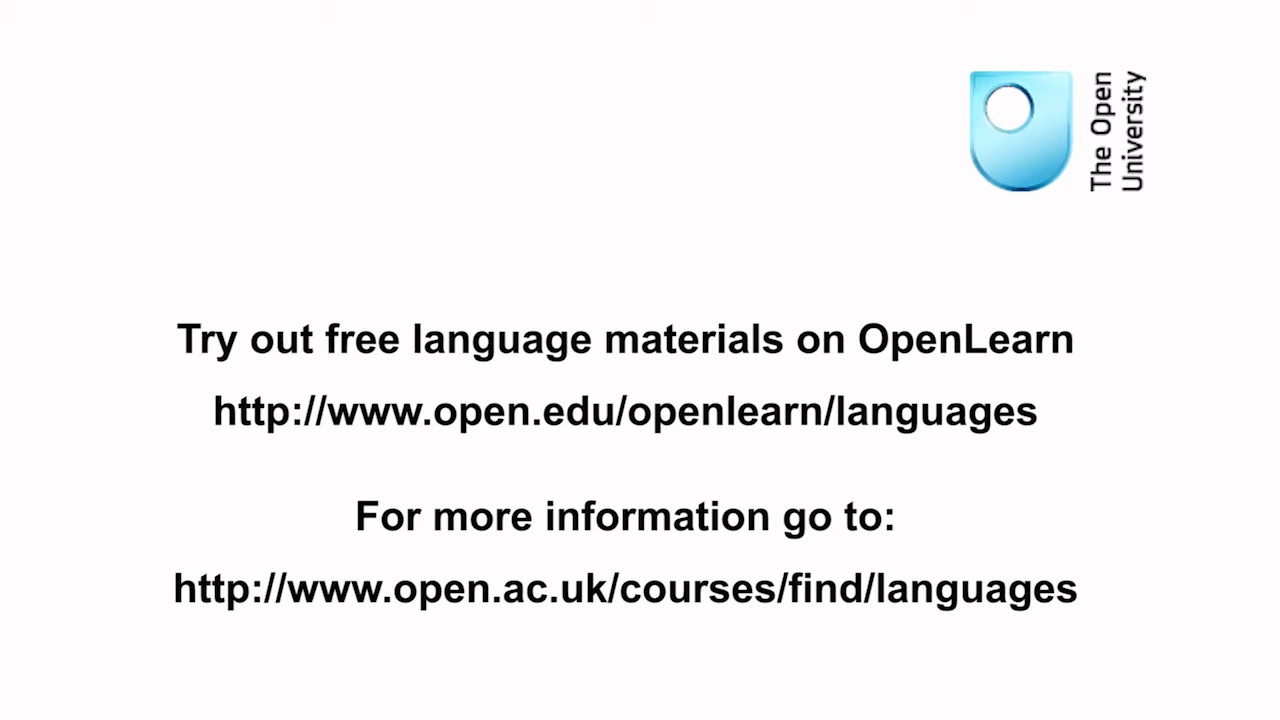 The Open
University
Try out free language materials on OpenLearn
http://www.open.edu/openlearn/languages
For more information go to:
http://www.open.ac.uk/courses/find/languages